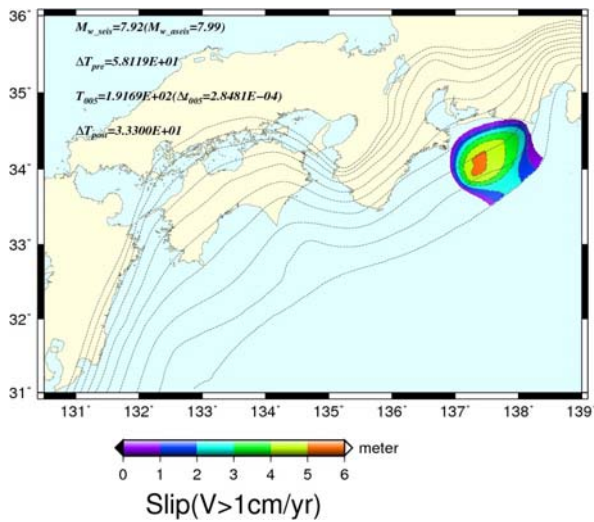 M_w_seis=7.92(M_w_aseis=7.99)
36˚
ΔT_pre=5.8119E+01
35˚
T_005=1.9169E+02(Δt_005=2.8481E-04)
ΔT_post=3.3300E+01
34˚
33˚
32˚
31˚
131˚ 132˚ 133˚ 134˚ 135˚ 136˚ 137˚ 138˚ 139˚
meter
0 1 2 3 4 5 6
Slip(V>1cm/yr)